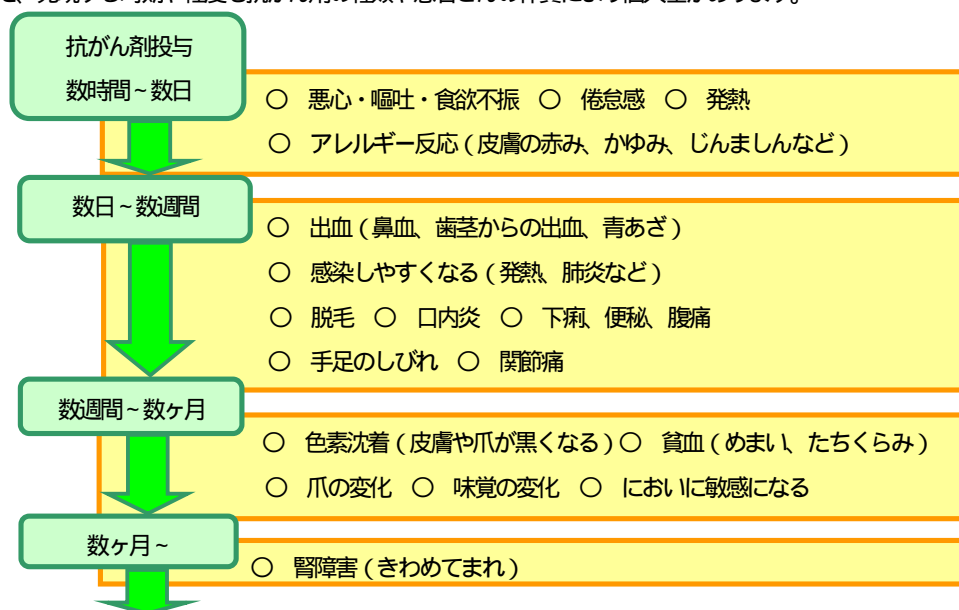 抗がん剤投与
数時間~数日
○ 悪心・嘔吐・食欲不振 ○ 倦怠感 ○ 発熱
○ アレルギー反応(皮膚の赤み、かゆみ、じんましんなど)
数日~数週間
○ 出血(鼻血、歯茎からの出血、青あざ)
○ 感染しやすくなる(発熱、肺炎など)
○ 脱毛 ○ 口内炎 ○ 下痢、便秘、腹痛
○ 手足のしびれ ○ 関節痛
数週間~数ヶ月
○ 色素沈着(皮膚や爪が黒くなる)○ 貧血(めまい、たちくらみ)
○ 爪の変化 ○ 味覚の変化 ○ においに敏感になる
数ヶ月~
○ 腎障害(きわめてまれ)